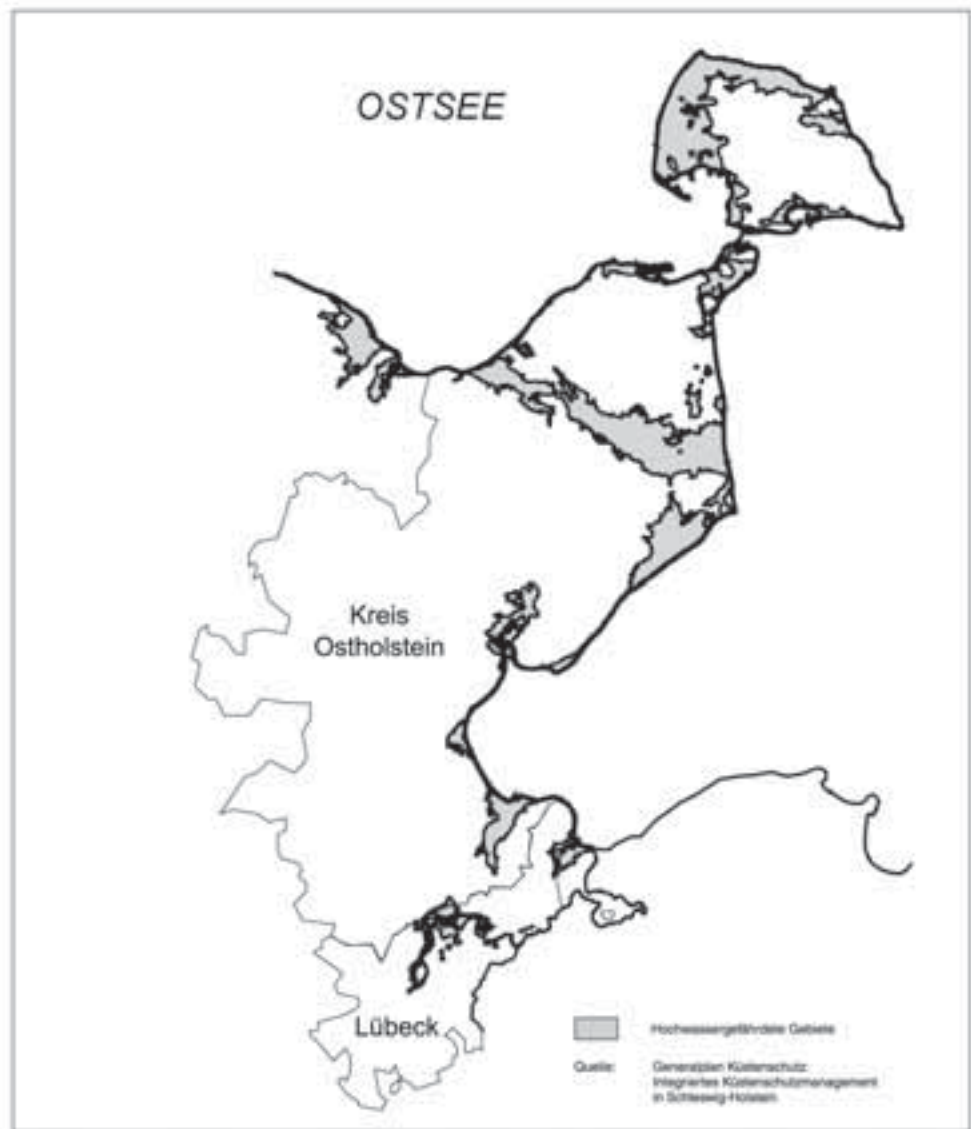 OSTSEE
Kreis
Ostholstein
Lübeck
Hochwassergefährdete Gebiete
Quelle:
Generalplan Küstenschutz:
Integriertes Küstenschutzmanagement
in Schleswig-Holstein